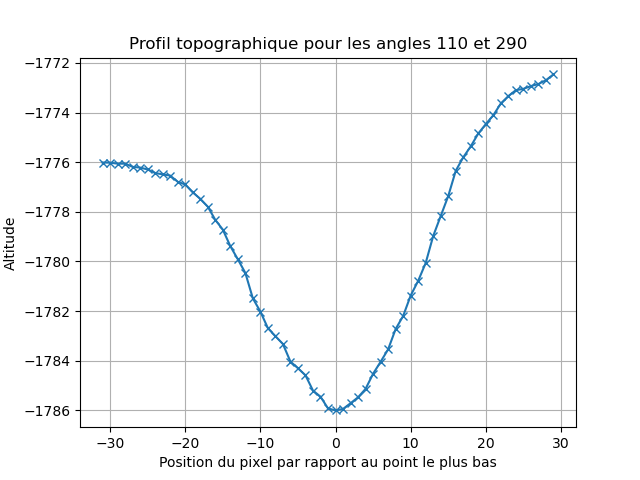 Profil topographique pour les angles 110 et 290
−1772
−1774
−1776
−1778
−1780
−1782
−1784
−1786
Altitude
−30 −20 −10 0 10 20 30
Position du pixel par rapport au point le plus bas